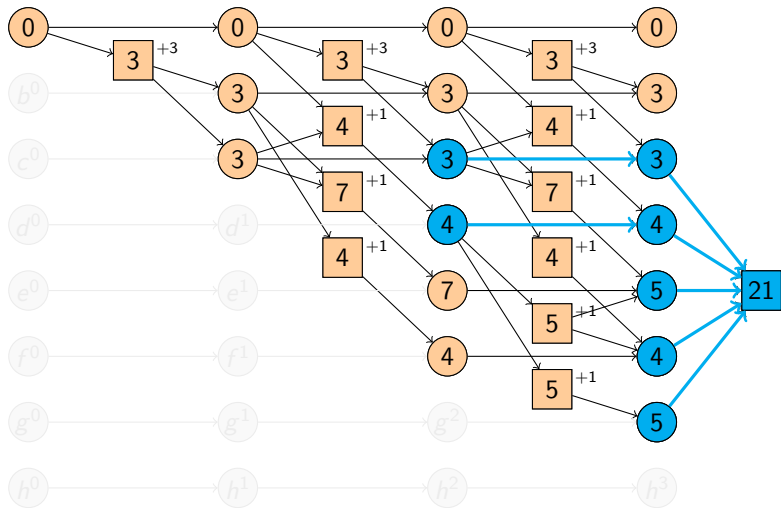 0 0 0 0
3 +3 3 +3 3 +3
b⁰ 3 3 3
4 +1 4 +1
c⁰ 3 3 3
7 +1 7 +1
d⁰ d¹ 4 4
4 +1 4 +1
e⁰ e¹ 7 5 21
5 +1
f⁰ f¹ 4 4
5 +1
g⁰ g¹ g² 5
h⁰ h¹ h² h³